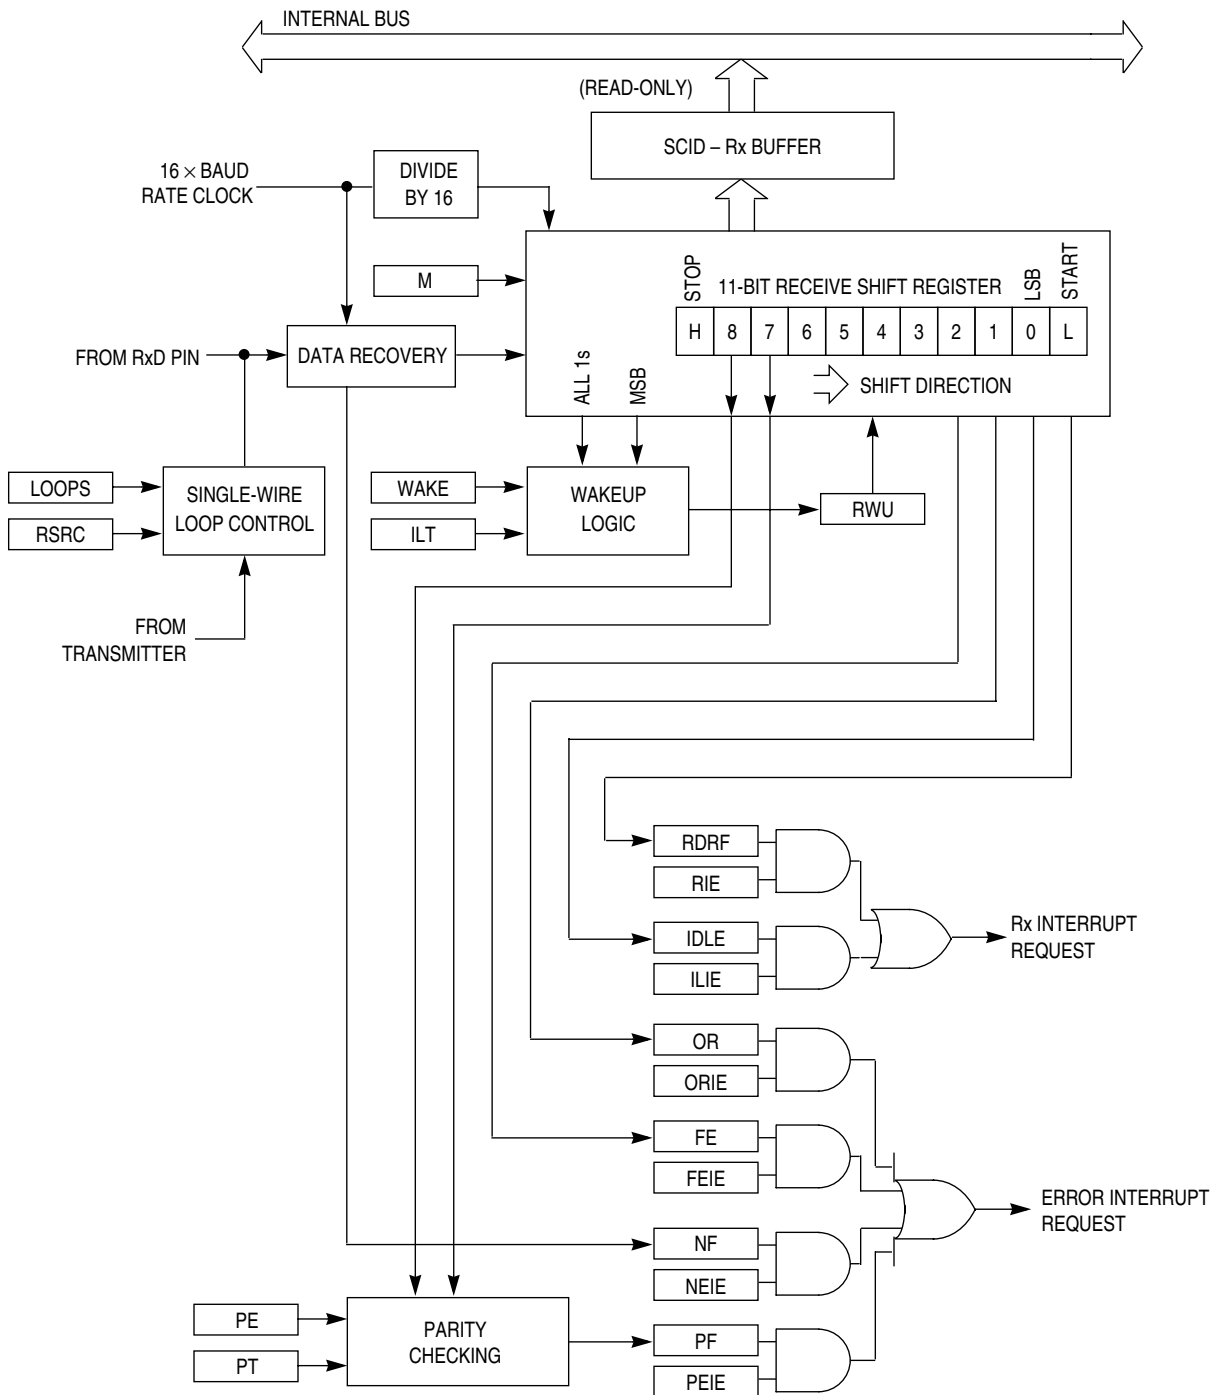 INTERNAL BUS
(READ-ONLY)
SCID – Rx BUFFER
16 × BAUD
RATE CLOCK
DIVIDE
BY 16
M
STOP
11-BIT RECEIVE SHIFT REGISTER
LSB
START
H 8 7 6 5 4 3 2 1 0 L
FROM RxD PIN
DATA RECOVERY
ALL 1s
MSB
SHIFT DIRECTION
LOOPS
RSRC
SINGLE-WIRE
LOOP CONTROL
WAKE
ILT
WAKEUP
LOGIC
RWU
FROM
TRANSMITTER
RDRF
RIE
IDLE
ILIE
Rx INTERRUPT
REQUEST
OR
ORIE
FE
FEIE
ERROR INTERRUPT
REQUEST
NF
NEIE
PE
PT
PARITY
CHECKING
PF
PEIE